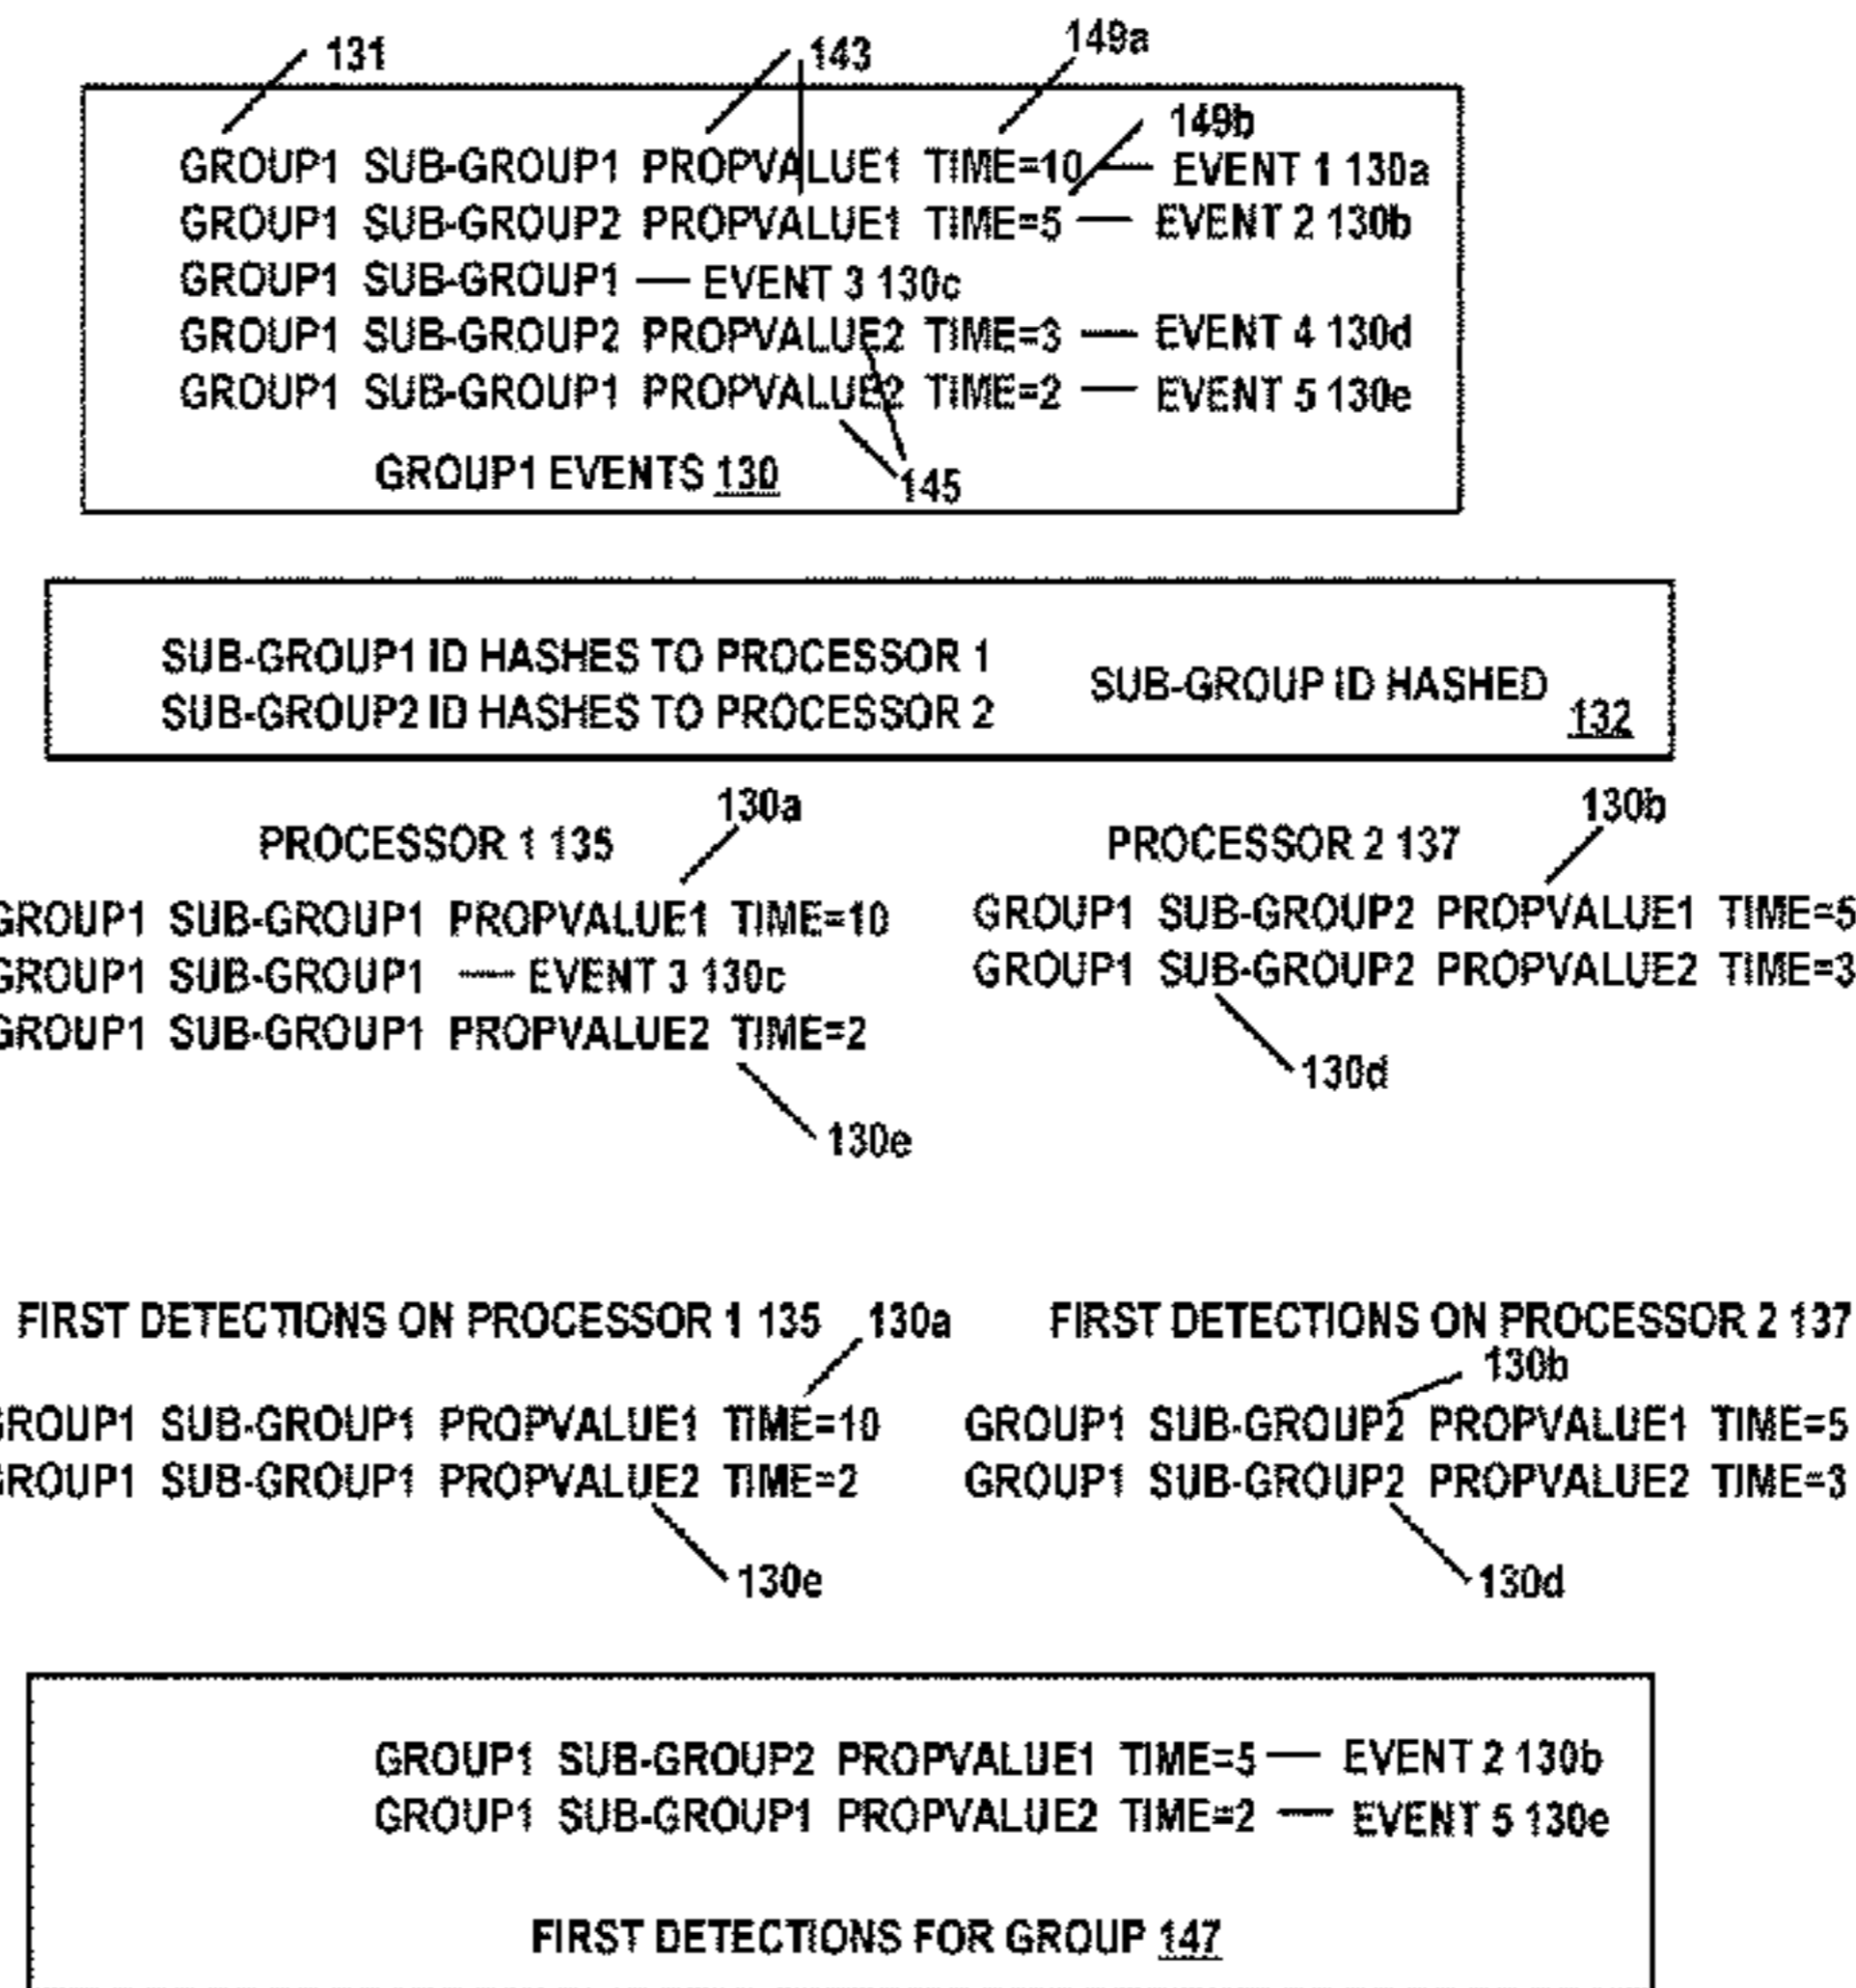 131 143 149a
149b
GROUP1 SUB-GROUP1 PROPVALUE1 TIME=10 EVENT 1 130a
GROUP1 SUB-GROUP2 PROPVALUE1 TIME=5 EVENT 2 130b
GROUP1 SUB-GROUP1 EVENT 3 130c
GROUP1 SUB-GROUP2 PROPVALUE2 TIME=3 EVENT 4 130d
GROUP1 SUB-GROUP1 PROPVALUE2 TIME=2 EVENT 5 130e
GROUP1 EVENTS 130
145
SUB-GROUP1 ID HASHES TO PROCESSOR 1
SUB-GROUP2 ID HASHES TO PROCESSOR 2
SUB-GROUP ID HASHED
132
130a
PROCESSOR 1 135
GROUP1 SUB-GROUP1 PROPVALUE1 TIME=10
GROUP1 SUB-GROUP1 EVENT 3 130c
GROUP1 SUB-GROUP1 PROPVALUE2 TIME=2
130e
130b
PROCESSOR 2 137
GROUP1 SUB-GROUP2 PROPVALUE1 TIME=5
GROUP1 SUB-GROUP2 PROPVALUE2 TIME=3
130d
FIRST DETECTIONS ON PROCESSOR 1 135 130a
GROUP1 SUB-GROUP1 PROPVALUE1 TIME=10
GROUP1 SUB-GROUP1 PROPVALUE2 TIME=2
130e
FIRST DETECTIONS ON PROCESSOR 2 137
130b
GROUP1 SUB-GROUP2 PROPVALUE1 TIME=5
GROUP1 SUB-GROUP2 PROPVALUE2 TIME=3
130d
GROUP1 SUB-GROUP2 PROPVALUE1 TIME=5 EVENT 2 130b
GROUP1 SUB-GROUP1 PROPVALUE2 TIME=2 EVENT 5 130e
FIRST DETECTIONS FOR GROUP 147